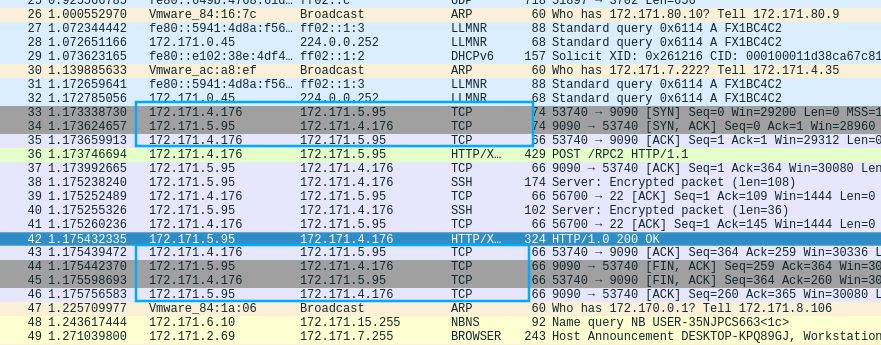 26 1.000552970 Vmware_84:16:7c Broadcast ARP 60 Who has 172.171.80.10? Tell 172.171.80.9
27 1.072344442 fe80::5941:4d8a:f56… ff02::1:3 LLMNR 88 Standard query 0x6114 A FX1BC4C2
28 1.072651166 172.171.0.45 224.0.0.252 LLMNR 68 Standard query 0x6114 A FX1BC4C2
29 1.073623165 fe80::e102:38e:4df4… ff02::1:2 DHCPv6 157 Solicit XID: 0x261216 CID: 000100011d38ca67c81
30 1.139885633 Vmware_ac:a8:ef Broadcast ARP 60 Who has 171.171.7.222? Tell 172.171.4.35
31 1.172659641 fe80::5941:4d8a:f56… ff02::1:3 LLMNR 88 Standard query 0x6114 A FX1BC4C2
32 1.172785056 172.171.0.45 224.0.0.252 LLMNR 68 Standard query 0x6114 A FX1BC4C2
33 1.173338730 172.171.4.176 172.171.5.95 TCP 74 53740 → 9090 [SYN] Seq=0 Win=29200 Len=0 MSS=1
34 1.173624657 172.171.5.95 172.171.4.176 TCP 74 9090 → 53740 [SYN, ACK] Seq=0 Ack=1 Win=28960
35 1.173659913 172.171.4.176 172.171.5.95 TCP 66 53740 → 9090 [ACK] Seq=1 Ack=1 Win=29312 Len=0
36 1.173746694 172.171.4.176 172.171.5.95 HTTP/X… 429 POST /RPC2 HTTP/1.1
37 1.173992665 172.171.5.95 172.171.4.176 TCP 66 9090 → 53740 [ACK] Seq=1 Ack=364 Win=30080 Len
38 1.175238240 172.171.5.95 172.171.4.176 SSH 174 Server: Encrypted packet (len=108)
39 1.175252489 172.171.4.176 172.171.5.95 TCP 66 56700 → 22 [ACK] Seq=1 Ack=109 Win=1444 Len=0
40 1.175255326 172.171.5.95 172.171.4.176 SSH 102 Server: Encrypted packet (len=36)
41 1.175260236 172.171.4.176 172.171.5.95 TCP 66 56700 → 22 [ACK] Seq=1 Ack=145 Win=1444 Len=0
42 1.175432335 172.171.5.95 172.171.4.176 HTTP/X… 324 HTTP/1.0 200 OK
43 1.175439472 172.171.4.176 172.171.5.95 TCP 66 53740 → 9090 [ACK] Seq=364 Ack=259 Win=30336
44 1.175442370 172.171.5.95 172.171.4.176 TCP 66 9090 → 53740 [FIN, ACK] Seq=259 Ack=364 Win=30
45 1.175598693 172.171.4.176 172.171.5.95 TCP 66 53740 → 9090 [FIN, ACK] Seq=364 Ack=260 Win=30
46 1.175756583 172.171.5.95 172.171.4.176 TCP 66 9090 → 53740 [ACK] Seq=260 Ack=365 Win=30080 L
47 1.225709977 Vmware_84:1a:06 Broadcast ARP 60 Who has 172.170.0.1? Tell 172.171.8.106
48 1.243617444 172.171.6.10 172.171.15.255 NBNS 92 Name query NB USER-35NJPCS663<1c>
49 1.271039800 172.171.2.69 172.171.7.255 BROWSER 243 Host Announcement DESKTOP-KPQ89GJ, Workstation